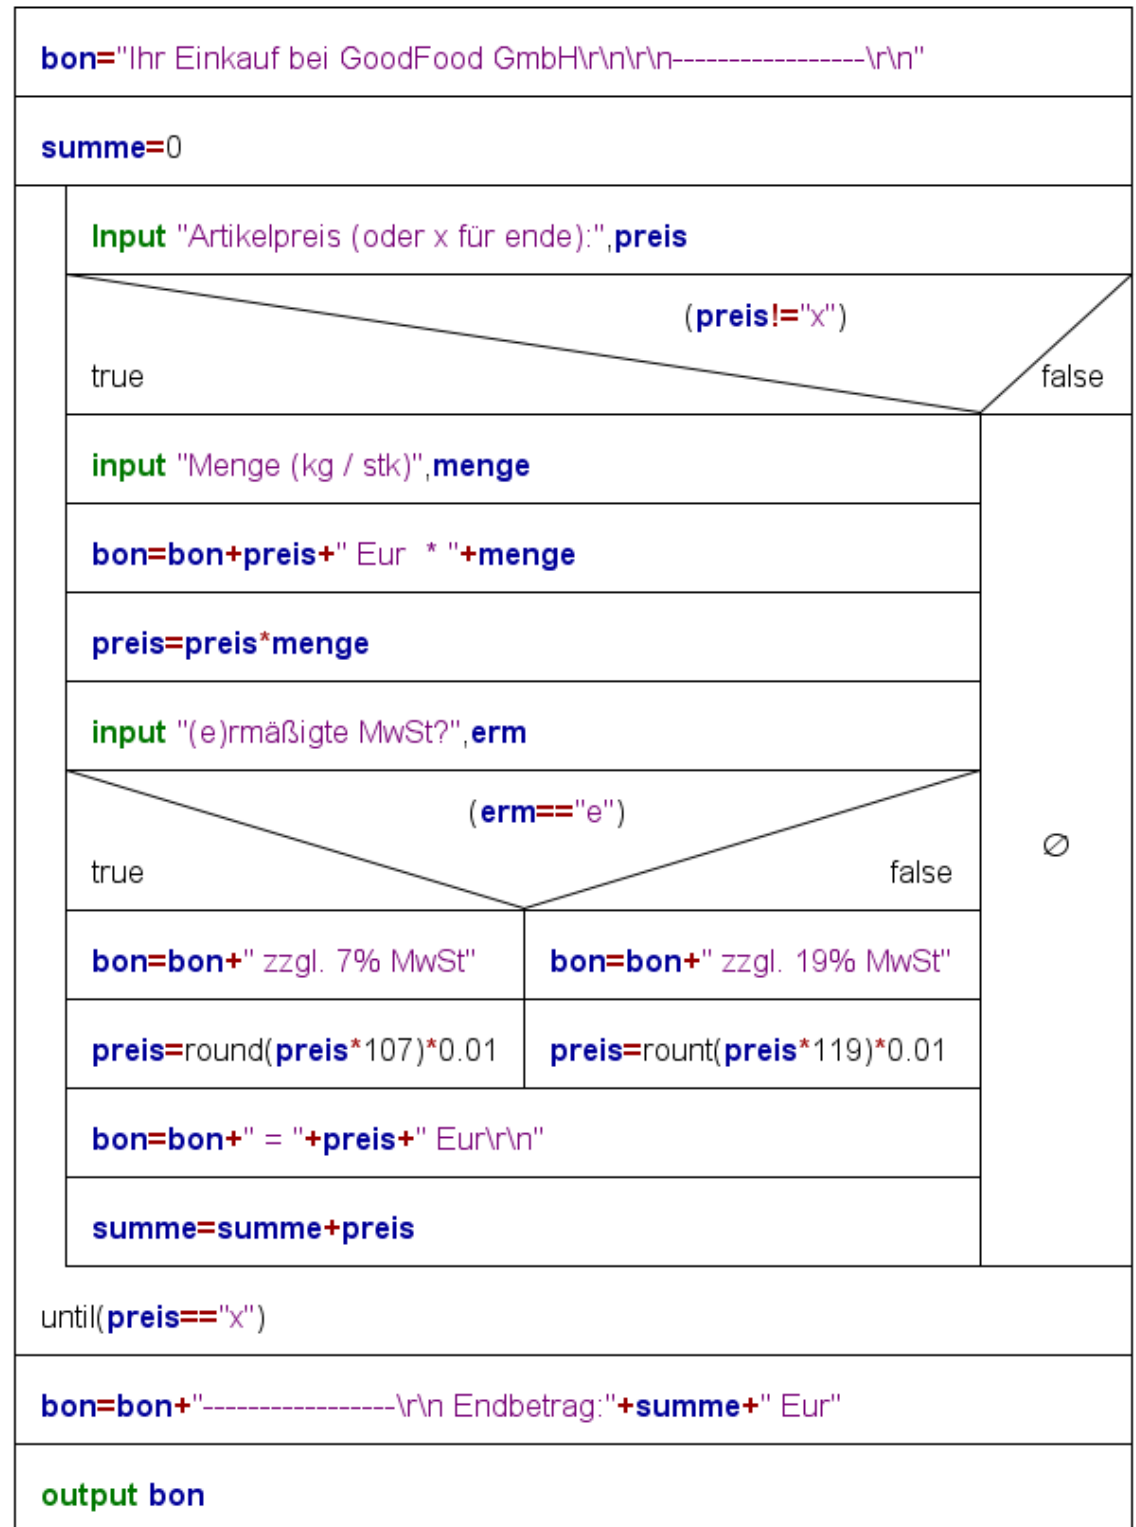 bon="Ihr Einkauf bei GoodFood GmbH\r\n\r\n-----------------\r\n"
summe=0
Input "Artikelpreis (oder x für ende):",preis
(preis!="x")
true false
input "Menge (kg / stk)",menge
bon=bon+preis+" Eur  * "+menge
preis=preis*menge
input "(e)rmäßigte MwSt?",erm
(erm=="e")
true false
∅
bon=bon+" zzgl. 7% MwSt" bon=bon+" zzgl. 19% MwSt"
preis=round(preis*107)*0.01 preis=rount(preis*119)*0.01
bon=bon+" = "+preis+" Eur\r\n"
summe=summe+preis
until(preis=="x")
bon=bon+"-----------------\r\n Endbetrag:"+summe+" Eur"
output bon